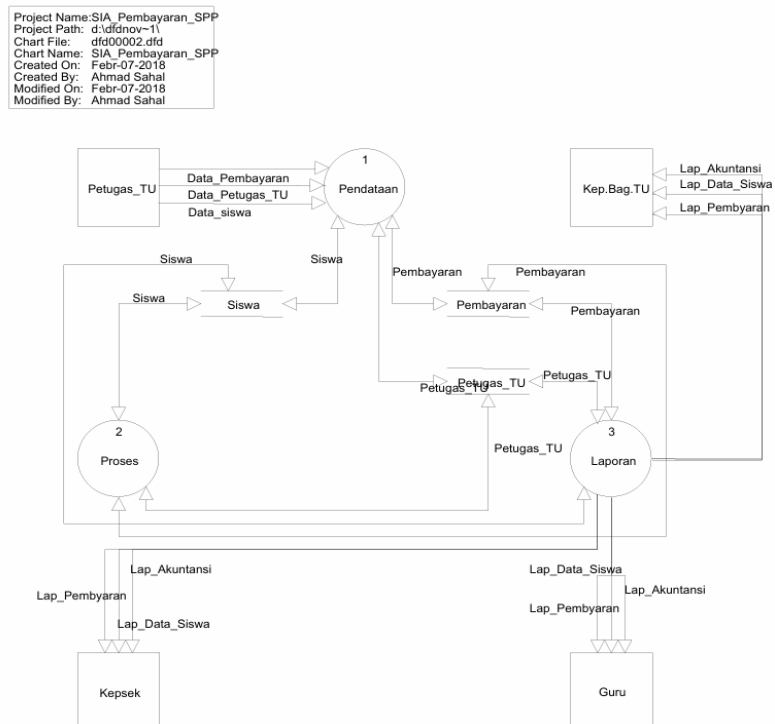 Project Name:SIA_Pembayaran_SPP
Project Path: d:\dfdnov~1\
Chart File: dfd00002.dfd
Chart Name: SIA_Pembayaran_SPP
Created On: Febr-07-2018
Created By: Ahmad Sahal
Modified On: Febr-07-2018
Modified By: Ahmad Sahal
Petugas_TU
Data_Pembayaran
Data_Petugas_TU
Data_siswa
1
Pendataan
Kep.Bag.TU
Lap_Akuntansi
Lap_Data_Siswa
Lap_Pembyaran
Siswa
Siswa
Pembayaran
Pembayaran
Siswa
Siswa
Pembayaran
Pembayaran
Petugas_TU
Petugas_TU
Petugas_TU
Petugas_TU
2
Proses
3
Laporan
Lap_Akuntansi
Lap_Pembyaran
Lap_Data_Siswa
Lap_Data_Siswa
Lap_Akuntansi
Lap_Pembyaran
Kepsek
Guru